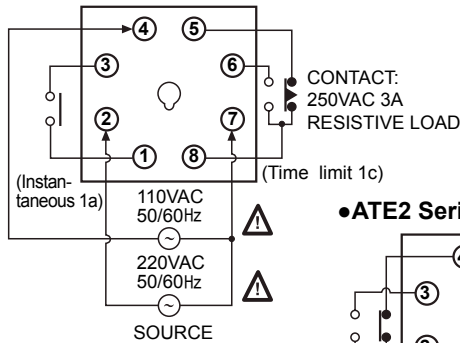 4 5
3 6
CONTACT:
250VAC 3A
RESISTIVE LOAD
2 7
1 8
(Instan-
taneous 1a)
(Time limit 1c)
110VAC
50/60Hz
220VAC
50/60Hz
SOURCE
●ATE2 Seri
3